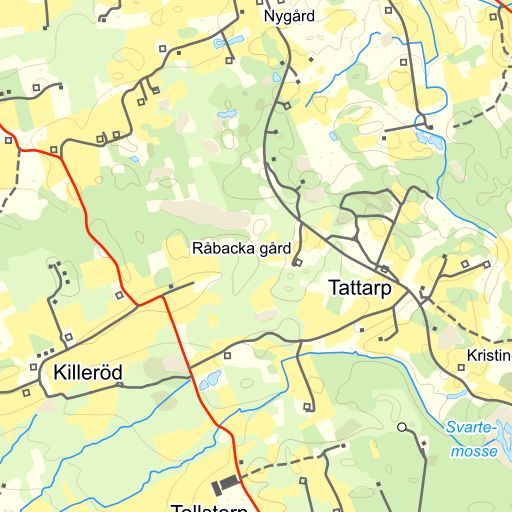 Nygård
Råbacka gård
Tattarp
Kristin
Killeröd
Svarte-
mosse